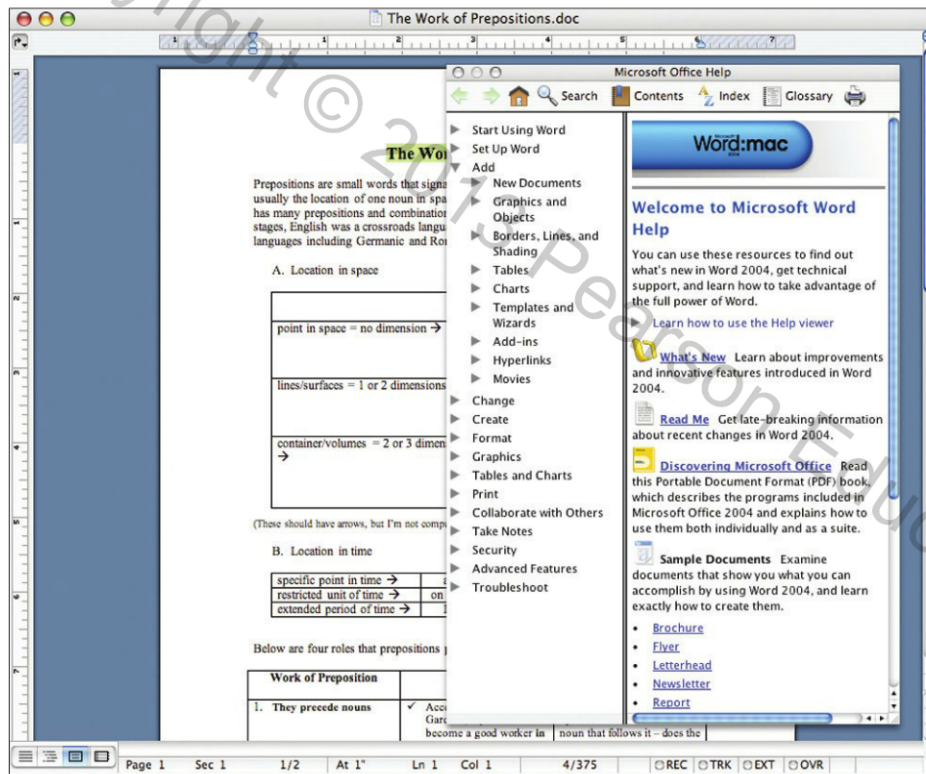 The Work of Prepositions.doc
Microsoft Office Help
Search Contents Index Glossary
Start Using Word
Set Up Word
Add
New Documents
Graphics and
Objects
Borders, Lines, and
Shading
Tables
Charts
Templates and
Wizards
Add-ins
Hyperlinks
Movies
Change
Create
Format
Graphics
Tables and Charts
Print
Collaborate with Others
Take Notes
Security
Advanced Features
Troubleshoot
Microsoft
Word:mac
2004
Welcome to Microsoft Word
Help
You can use these resources to find out
what's new in Word 2004, get technical
support, and learn how to take advantage of
the full power of Word.
Learn how to use the Help viewer
What's New Learn about improvements
and innovative features introduced in Word
2004.
Read Me Get late-breaking information
about recent changes in Word 2004.
Discovering Microsoft Office Read
this Portable Document Format (PDF) book,
which describes the programs included in
Microsoft Office 2004 and explains how to
use them both individually and as a suite.
Sample Documents Examine
documents that show you what you can
accomplish by using Word 2004, and learn
exactly how to create them.
• Brochure
• Flyer
• Letterhead
• Newsletter
• Report
The Wor
Prepositions are small words that signa
usually the location of one noun in spa
has many prepositions and combination
stages, English was a crossroads langu
languages including Germanic and Ro
A. Location in space
point in space = no dimension →
lines/surfaces = 1 or 2 dimensions
container/volumes = 2 or 3 dimen
→
(These should have arrows, but I'm not comp
B. Location in time
specific point in time → a
restricted unit of time → on
extended period of time →
Below are four roles that prepositions
Work of Preposition
1. They precede nouns ✓ Acc
Gard
become a good worker in noun that follows it – does the
Page 1 Sec 1 1/2 At 1" Ln 1 Col 1 4/375 REC TRK EXT OVR
right © 2013 Pearson Educ